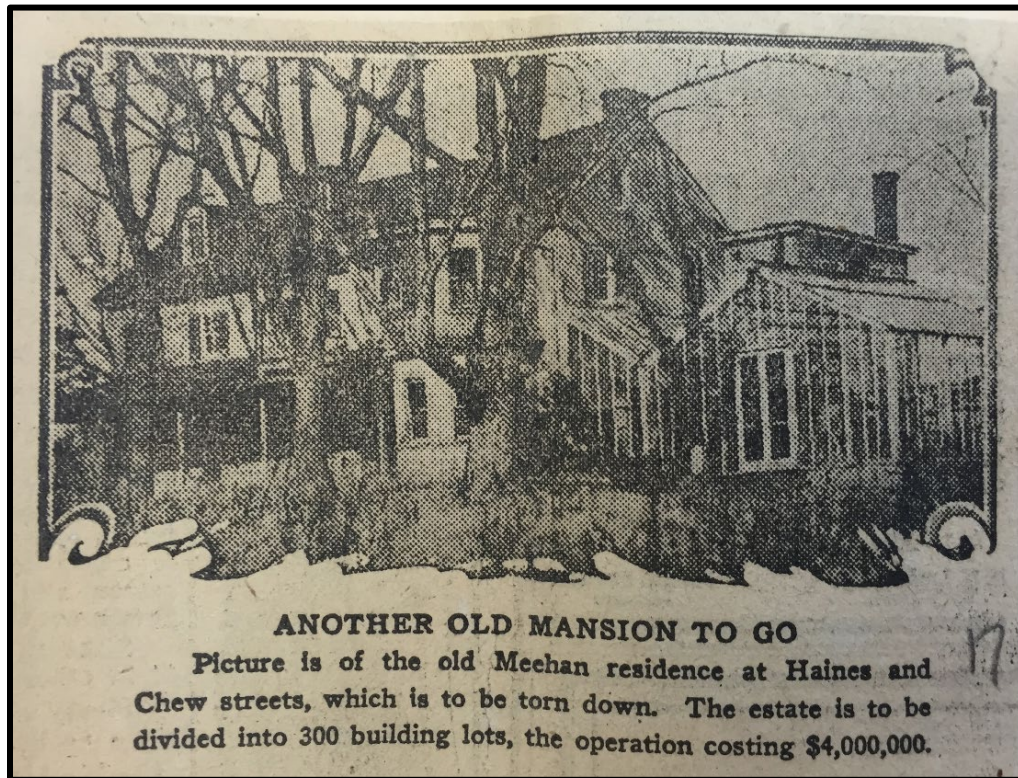 ANOTHER OLD MANSION TO GO
Picture is of the old Meehan residence at Haines and
Chew streets, which is to be torn down. The estate is to be
divided into 300 building lots, the operation costing $4,000,000.
17